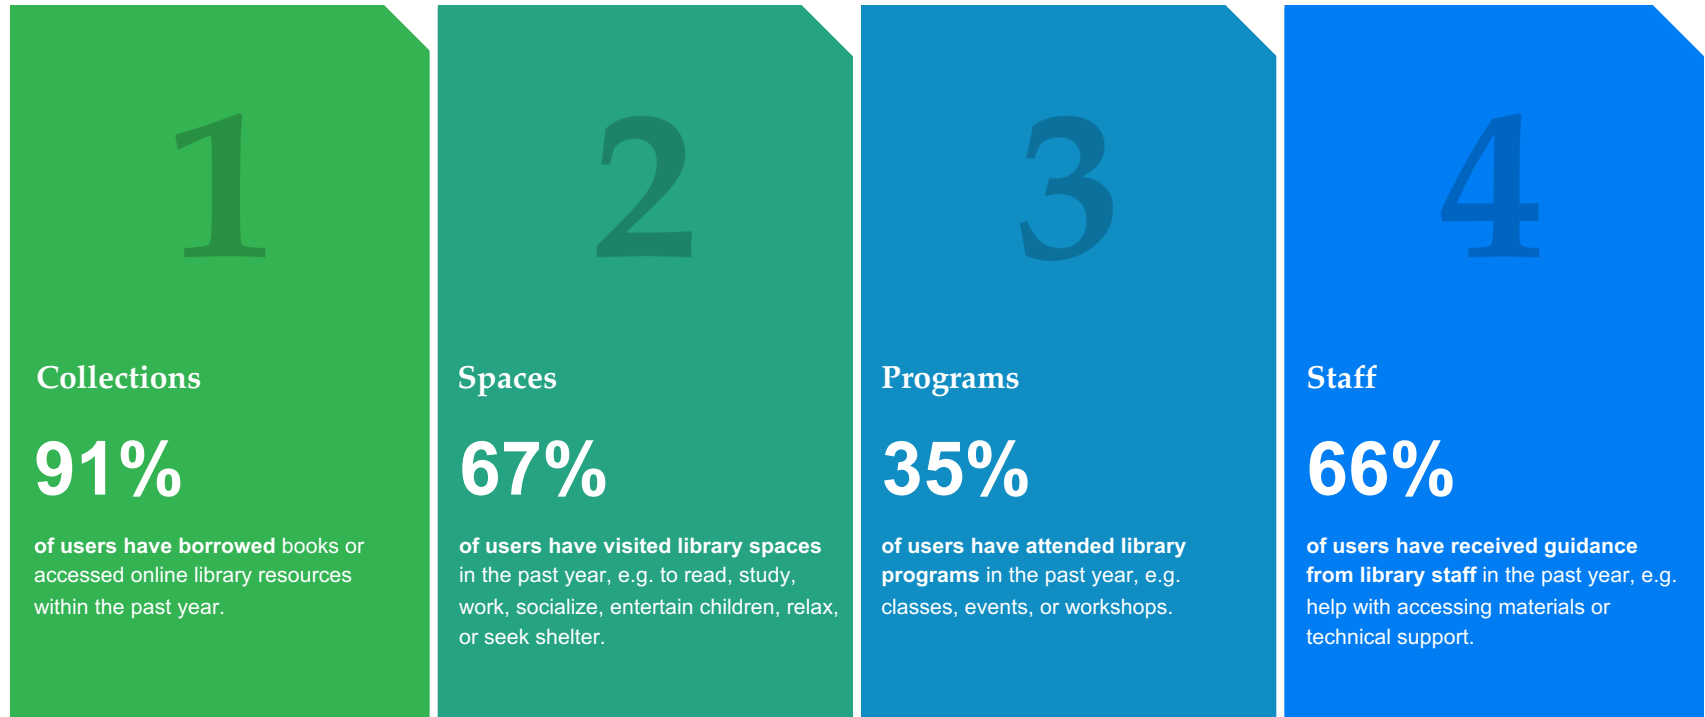 1
Collections
91%
of users have borrowed books or
accessed online library resources
within the past year.
2
Spaces
67%
of users have visited library spaces
in the past year, e.g. to read, study,
work, socialize, entertain children, relax,
or seek shelter.
3
Programs
35%
of users have attended library
programs in the past year, e.g.
classes, events, or workshops.
4
Staff
66%
of users have received guidance
from library staff in the past year, e.g.
help with accessing materials or
technical support.